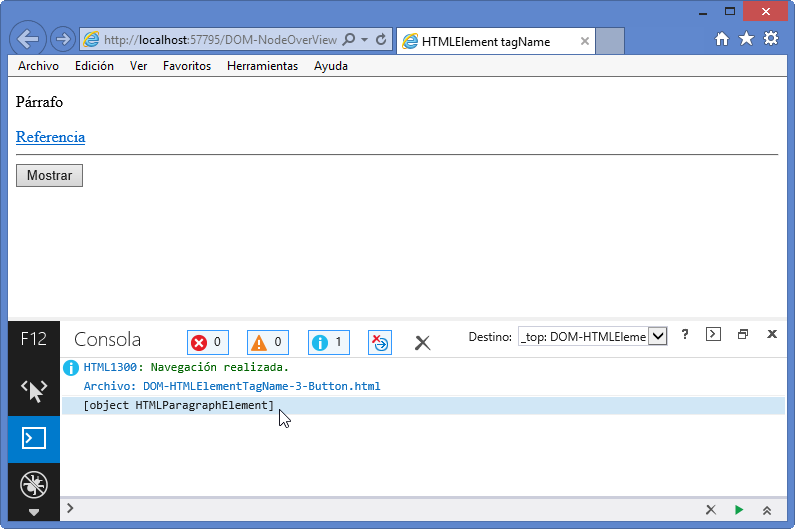 http://localhost:57795/DOM-NodeOverView
HTMLElement tagName
Archivo Edición Ver Favoritos Herramientas Ayuda
Párrafo
Referencia
Mostrar
F12 Consola 0 0 1 Destino: _top: DOM-HTMLEleme ?
HTML1300: Navegación realizada.
Archivo: DOM-HTMLElementTagName-3-Button.html
[object HTMLParagraphElement]